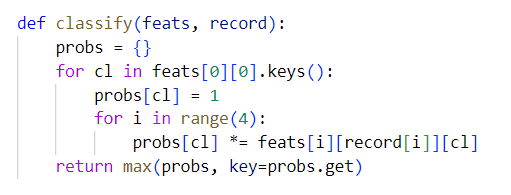 def classify(feats, record):
    probs = {}
    for cl in feats[0][0].keys():
        probs[cl] = 1
        for i in range(4):
            probs[cl] *= feats[i][record[i]][cl]
    return max(probs, key=probs.get)